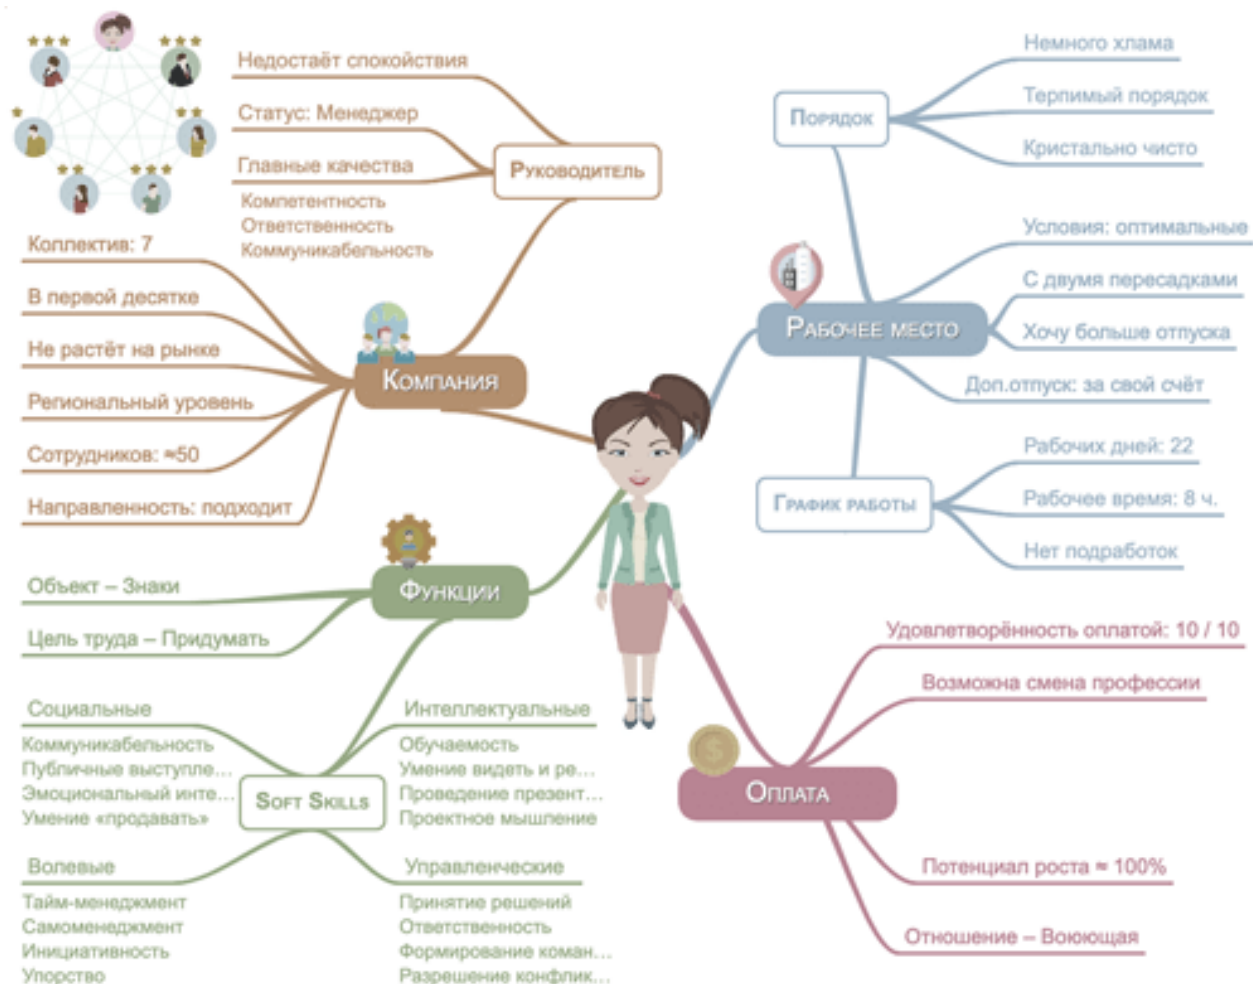 Недостаёт спокойствия
Статус: Менеджер
Главные качества
Компетентность
Ответственность
Коммуникабельность
Руководитель
Коллектив: 7
В первой десятке
Не растёт на рынке
Региональный уровень
Сотрудников: ≈50
Направленность: подходит
Компания
Немного хлама
Терпимый порядок
Кристально чисто
Порядок
Условия: оптимальные
С двумя пересадками
Хочу больше отпуска
Доп.отпуск: за свой счёт
Рабочее место
Рабочих дней: 22
Рабочее время: 8 ч.
Нет подработок
График работы
Функции
Объект – Знаки
Цель труда – Придумать
Социальные
Коммуникабельность
Публичные выступле...
Эмоциональный инте...
Умение «продавать»
Интеллектуальные
Обучаемость
Умение видеть и ре...
Проведение презент...
Проектное мышление
Soft Skills
Волевые
Тайм-менеджмент
Самоменеджмент
Инициативность
Упорство
Управленческие
Принятие решений
Ответственность
Формирование коман...
Разрешение конфлик...
Удовлетворённость оплатой: 10 / 10
Возможна смена профессии
$
Оплата
Потенциал роста ≈ 100%
Отношение – Воюющая